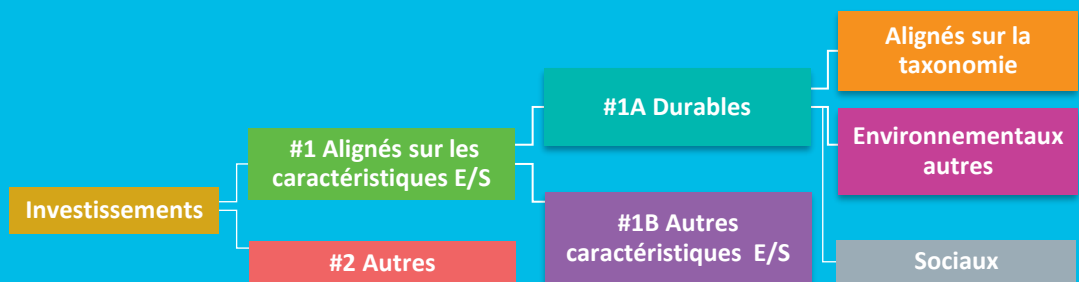 Investissements
#1 Alignés sur les
caractéristiques E/S
#2 Autres
#1A Durables
#1B Autres
caractéristiques E/S
Alignés sur la
taxonomie
Environnementaux
autres
Sociaux